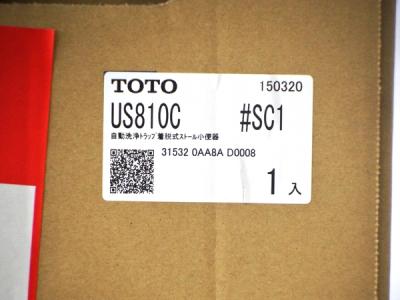 TOTO 150320
US810C #SC1
自動洗浄トラップ着脱式ストール小便器
31532 0AA8A D0008
1入